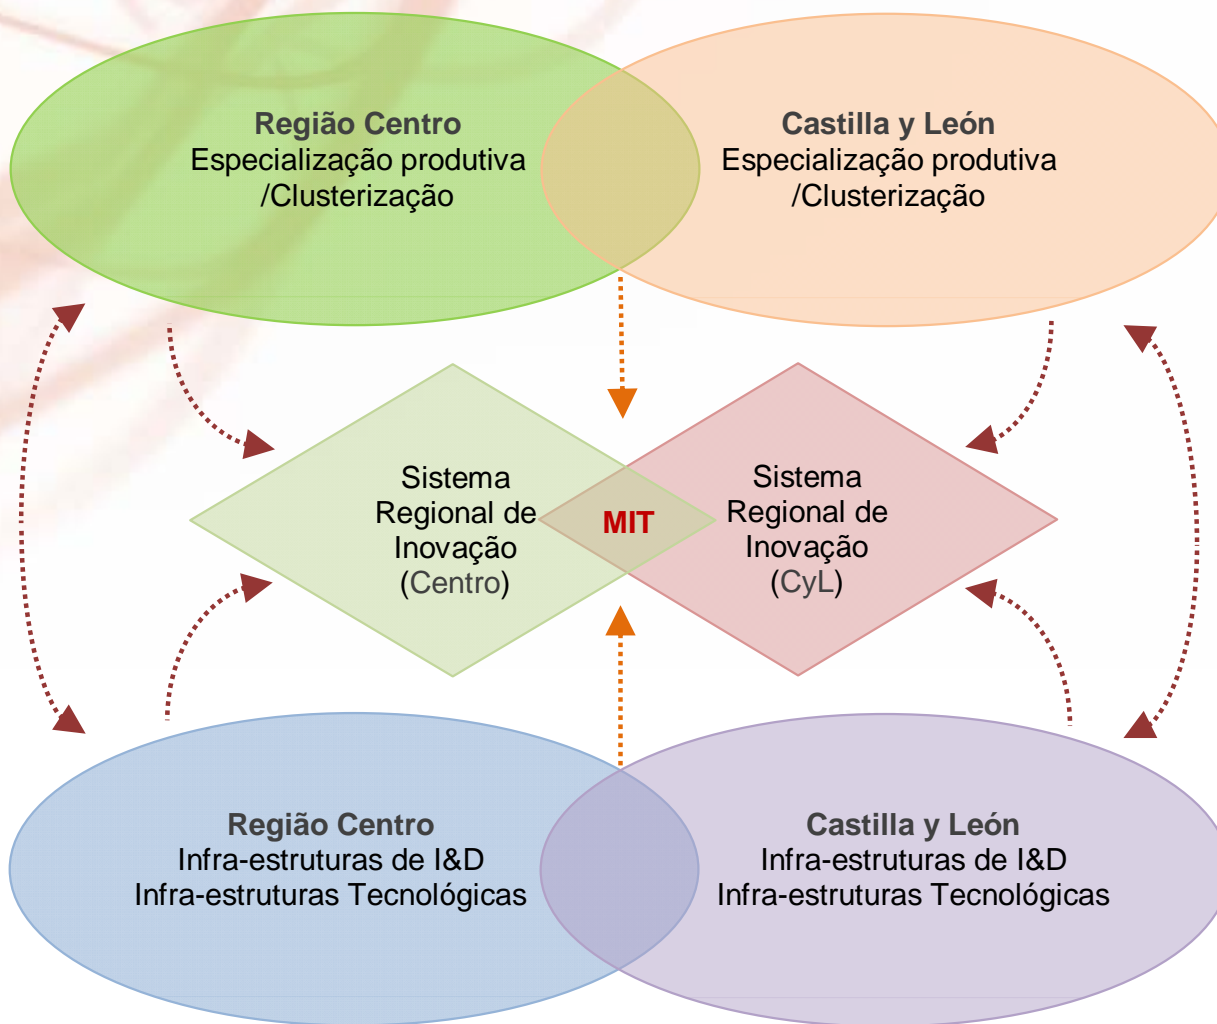 Região Centro
Especialização produtiva
/Clusterização
Castilla y León
Especialização produtiva
/Clusterização
Sistema
Regional de
Inovação
(Centro)
MIT
Sistema
Regional de
Inovação
(CyL)
Região Centro
Infra-estruturas de I&D
Infra-estruturas Tecnológicas
Castilla y León
Infra-estruturas de I&D
Infra-estruturas Tecnológicas